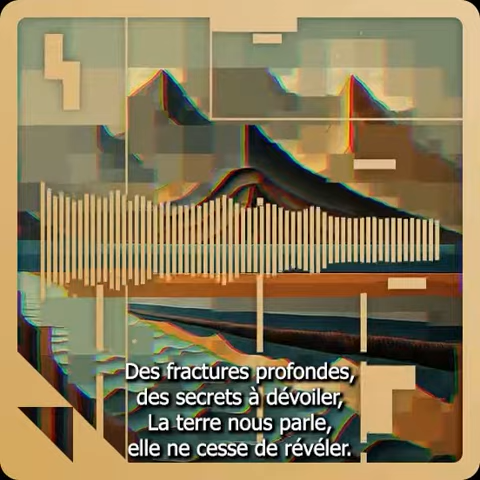 Des fractures profondes,
des secrets à dévoiler,
La terre nous parle,
elle ne cesse de révéler.